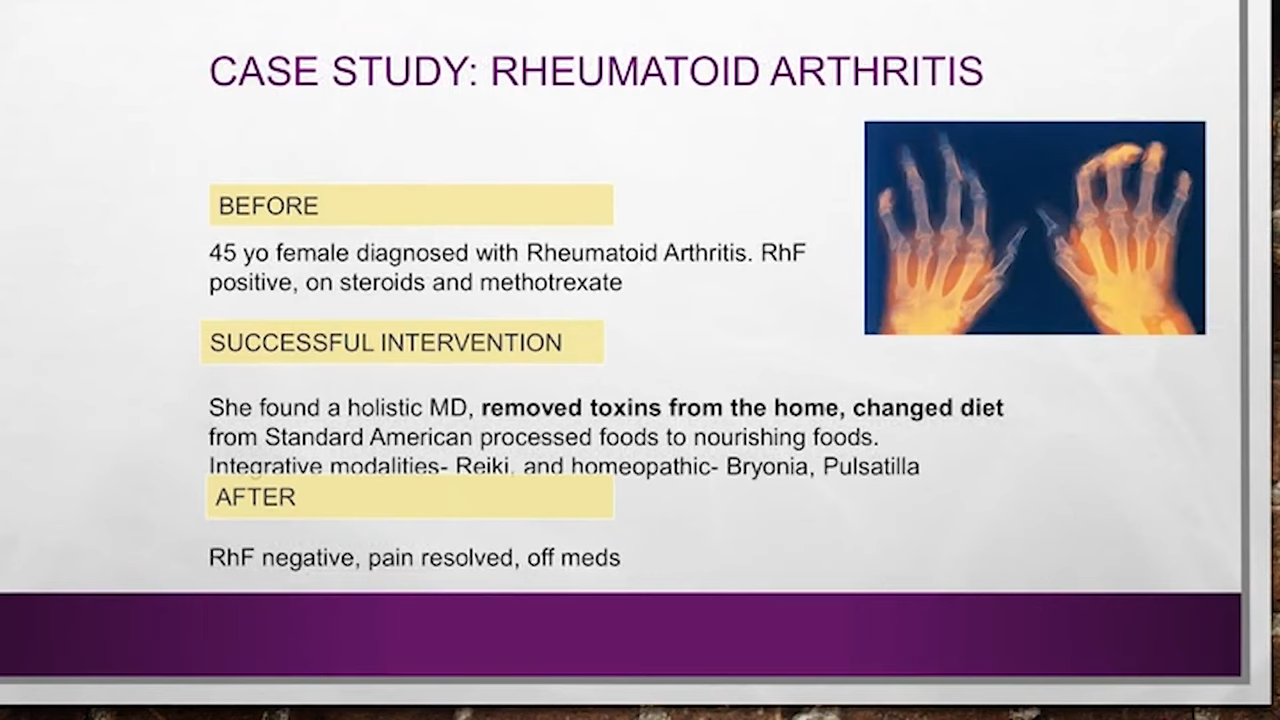 CASE STUDY: RHEUMATOID ARTHRITIS
BEFORE
45 yo female diagnosed with Rheumatoid Arthritis. RhF
positive, on steroids and methotrexate
SUCCESSFUL INTERVENTION
She found a holistic MD, removed toxins from the home, changed diet
from Standard American processed foods to nourishing foods.
Integrative modalities- Reiki, and homeopathic- Bryonia, Pulsatilla
AFTER
RhF negative, pain resolved, off meds